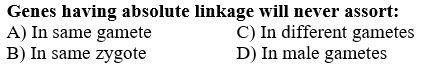 Genes having absolute linkage will never assort:
A) In same gamete C) In different gametes
B) In same zygote D) In male gametes